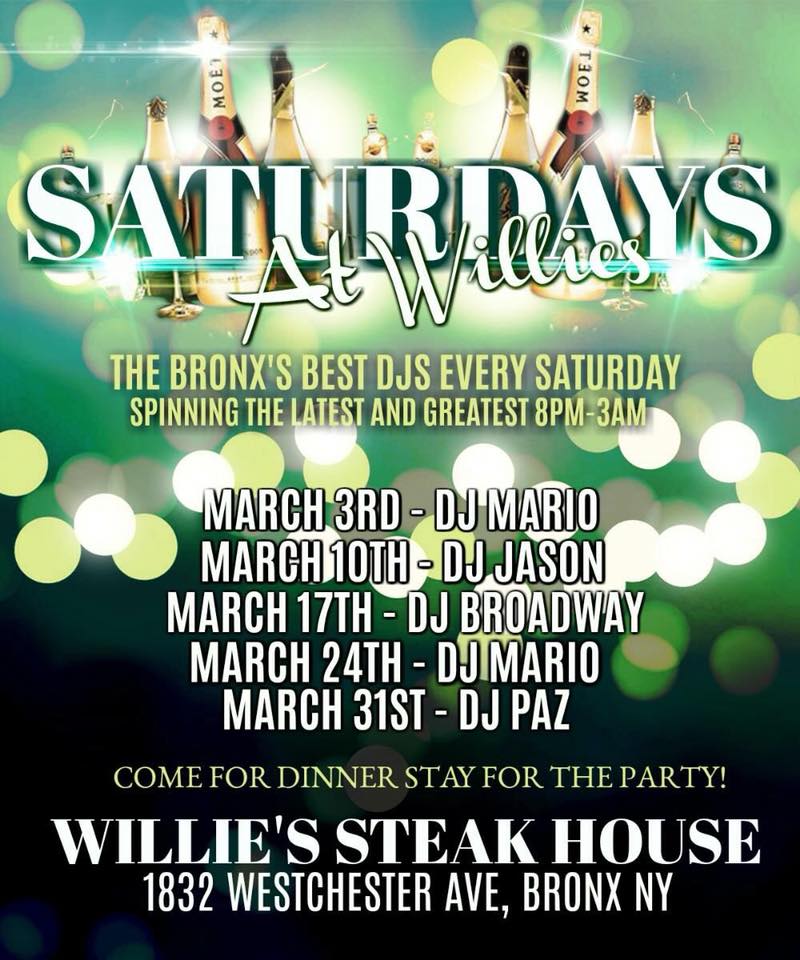 MOËT
MOËT
SATURDAYS
At Willies
THE BRONX'S BEST DJS EVERY SATURDAY
SPINNING THE LATEST AND GREATEST 8PM-3AM
MARCH 3RD - DJ MARIO
MARCH 10TH - DJ JASON
MARCH 17TH - DJ BROADWAY
MARCH 24TH - DJ MARIO
MARCH 31ST - DJ PAZ
COME FOR DINNER STAY FOR THE PARTY!
WILLIE'S STEAK HOUSE
1832 WESTCHESTER AVE, BRONX NY